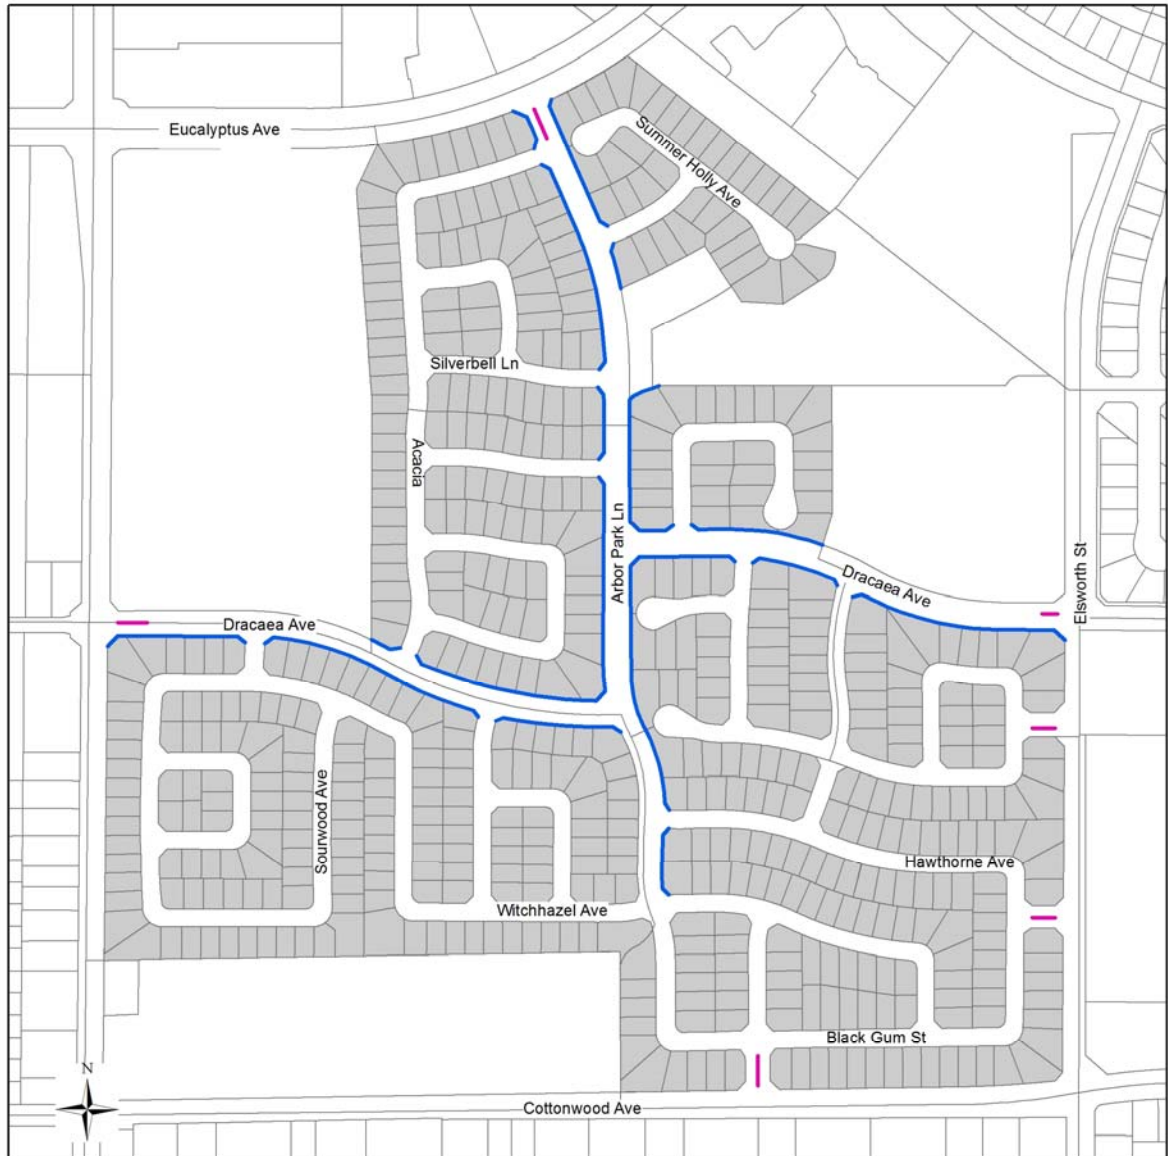 Eucalyptus Ave
Summer Holly Ave
Silverbell Ln
Acacia
Arbor Park Ln
Dracaea Ave
Elsworth St
Dracaea Ave
Sourwood Ave
Hawthorne Ave
Witchhazel Ave
Black Gum St
N
Cottonwood Ave